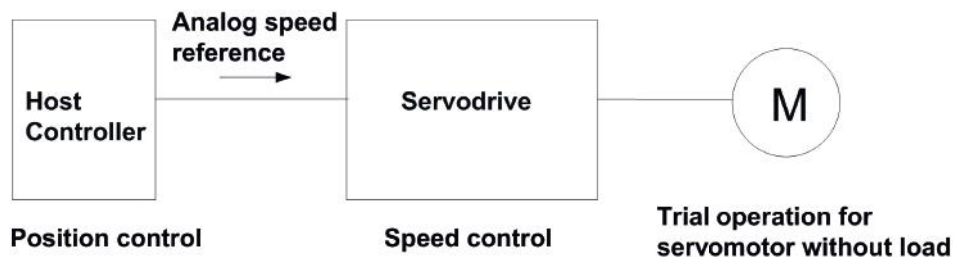 Analog speed
reference
Host
Controller
Servodrive
M
Position control
Speed control
Trial operation for
servomotor without load